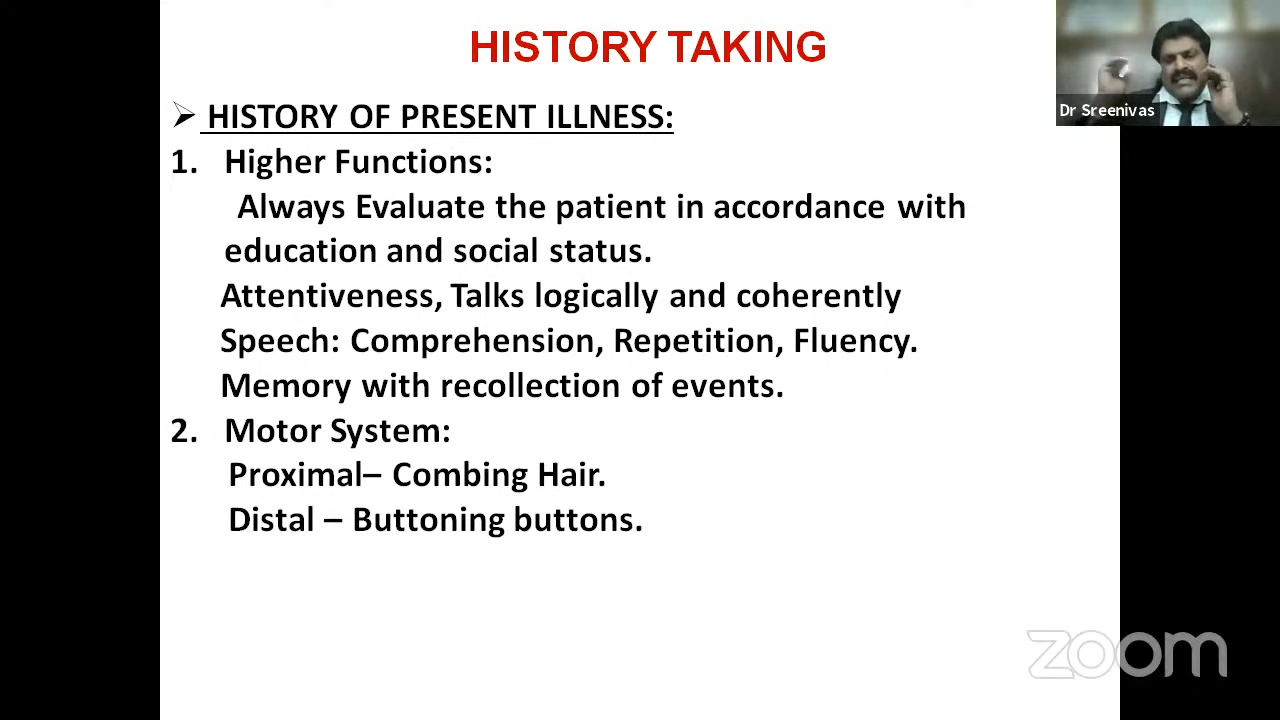 HISTORY TAKING
Dr Sreenivas
➢ HISTORY OF PRESENT ILLNESS:
1. Higher Functions:
Always Evaluate the patient in accordance with
education and social status.
Attentiveness, Talks logically and coherently
Speech: Comprehension, Repetition, Fluency.
Memory with recollection of events.
2. Motor System:
Proximal– Combing Hair.
Distal – Buttoning buttons.
zoom